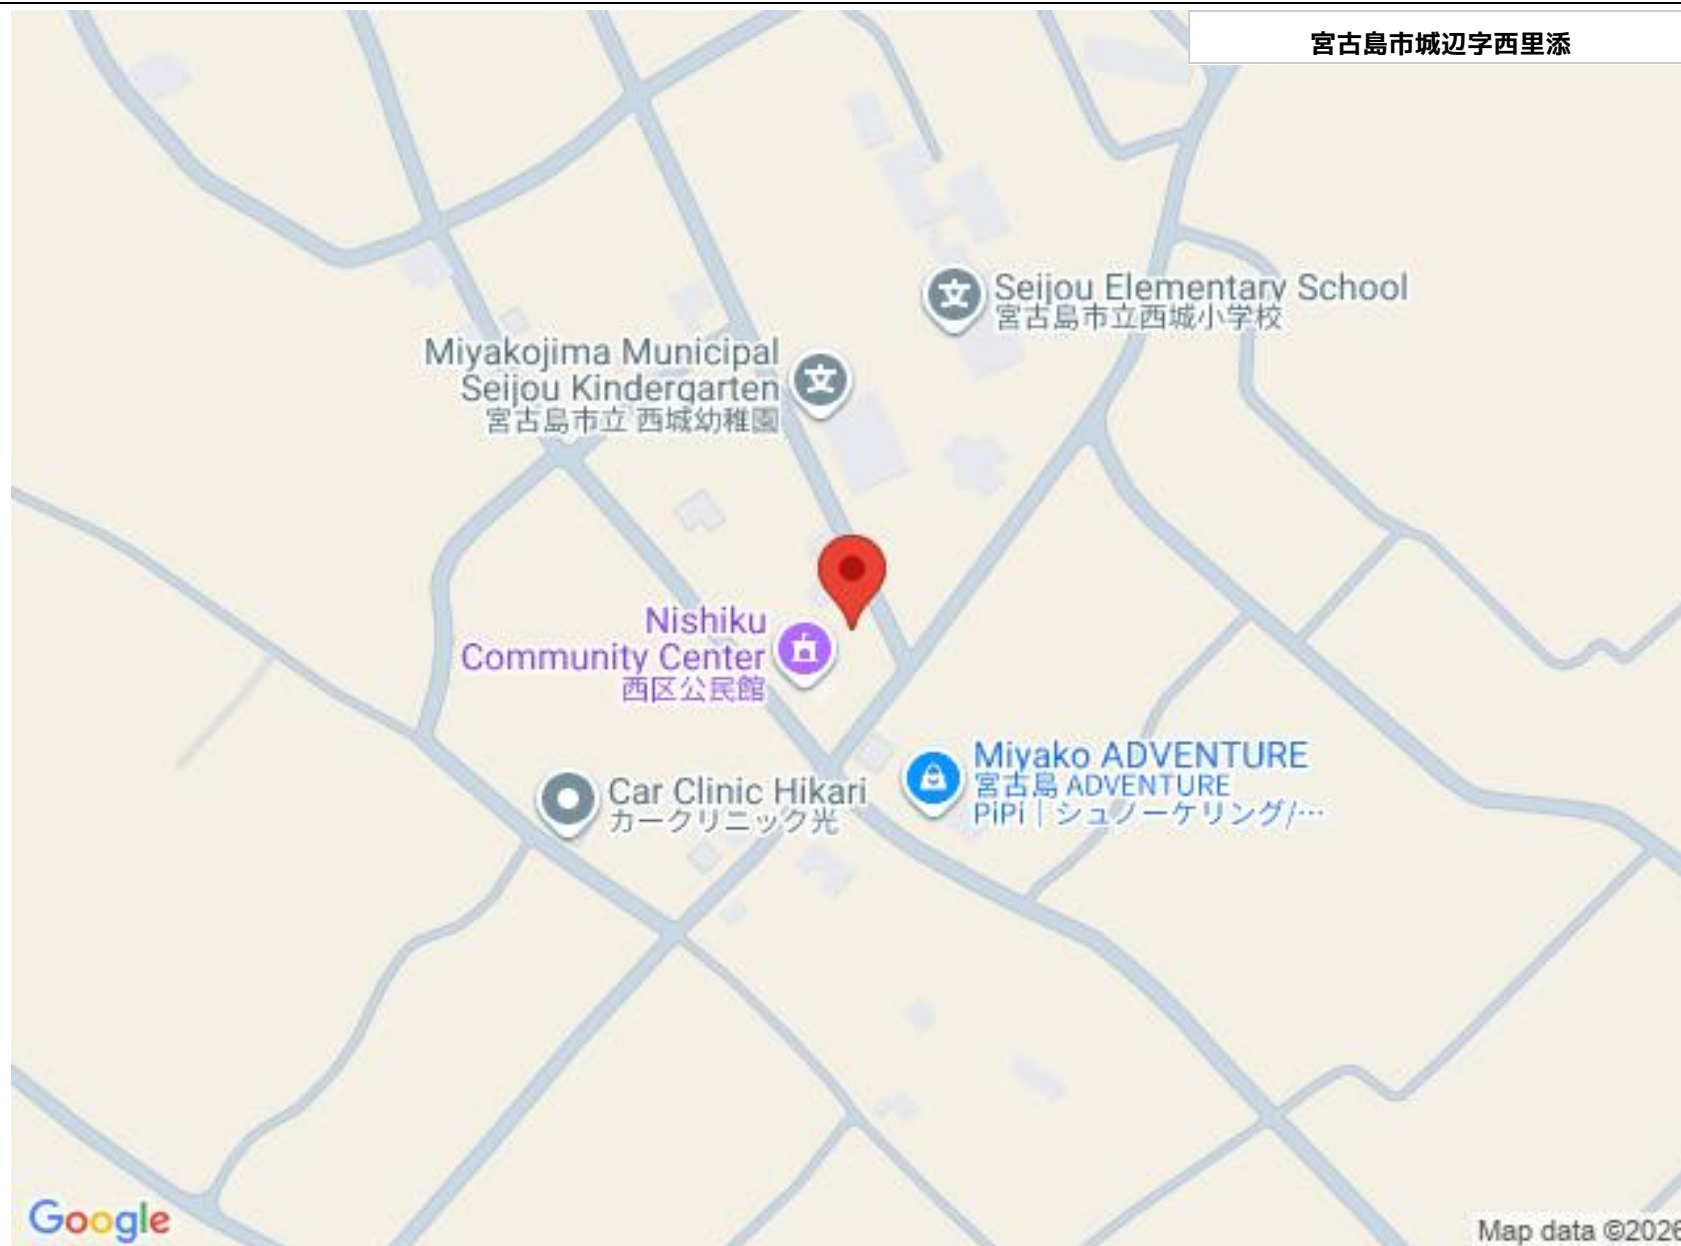 宮古島市城辺字西里添
Seijou Elementary School
宮古島市立西城小学校
Miyakojima Municipal
Seijou Kindergarten
宮古島市立 西城幼稚園
Nishiku
Community Center
西区公民館
Miyako ADVENTURE
宮古島 ADVENTURE
PiPi｜シュノーケリング/…
Car Clinic Hikari
カークリニック光
Google
Map data ©2026